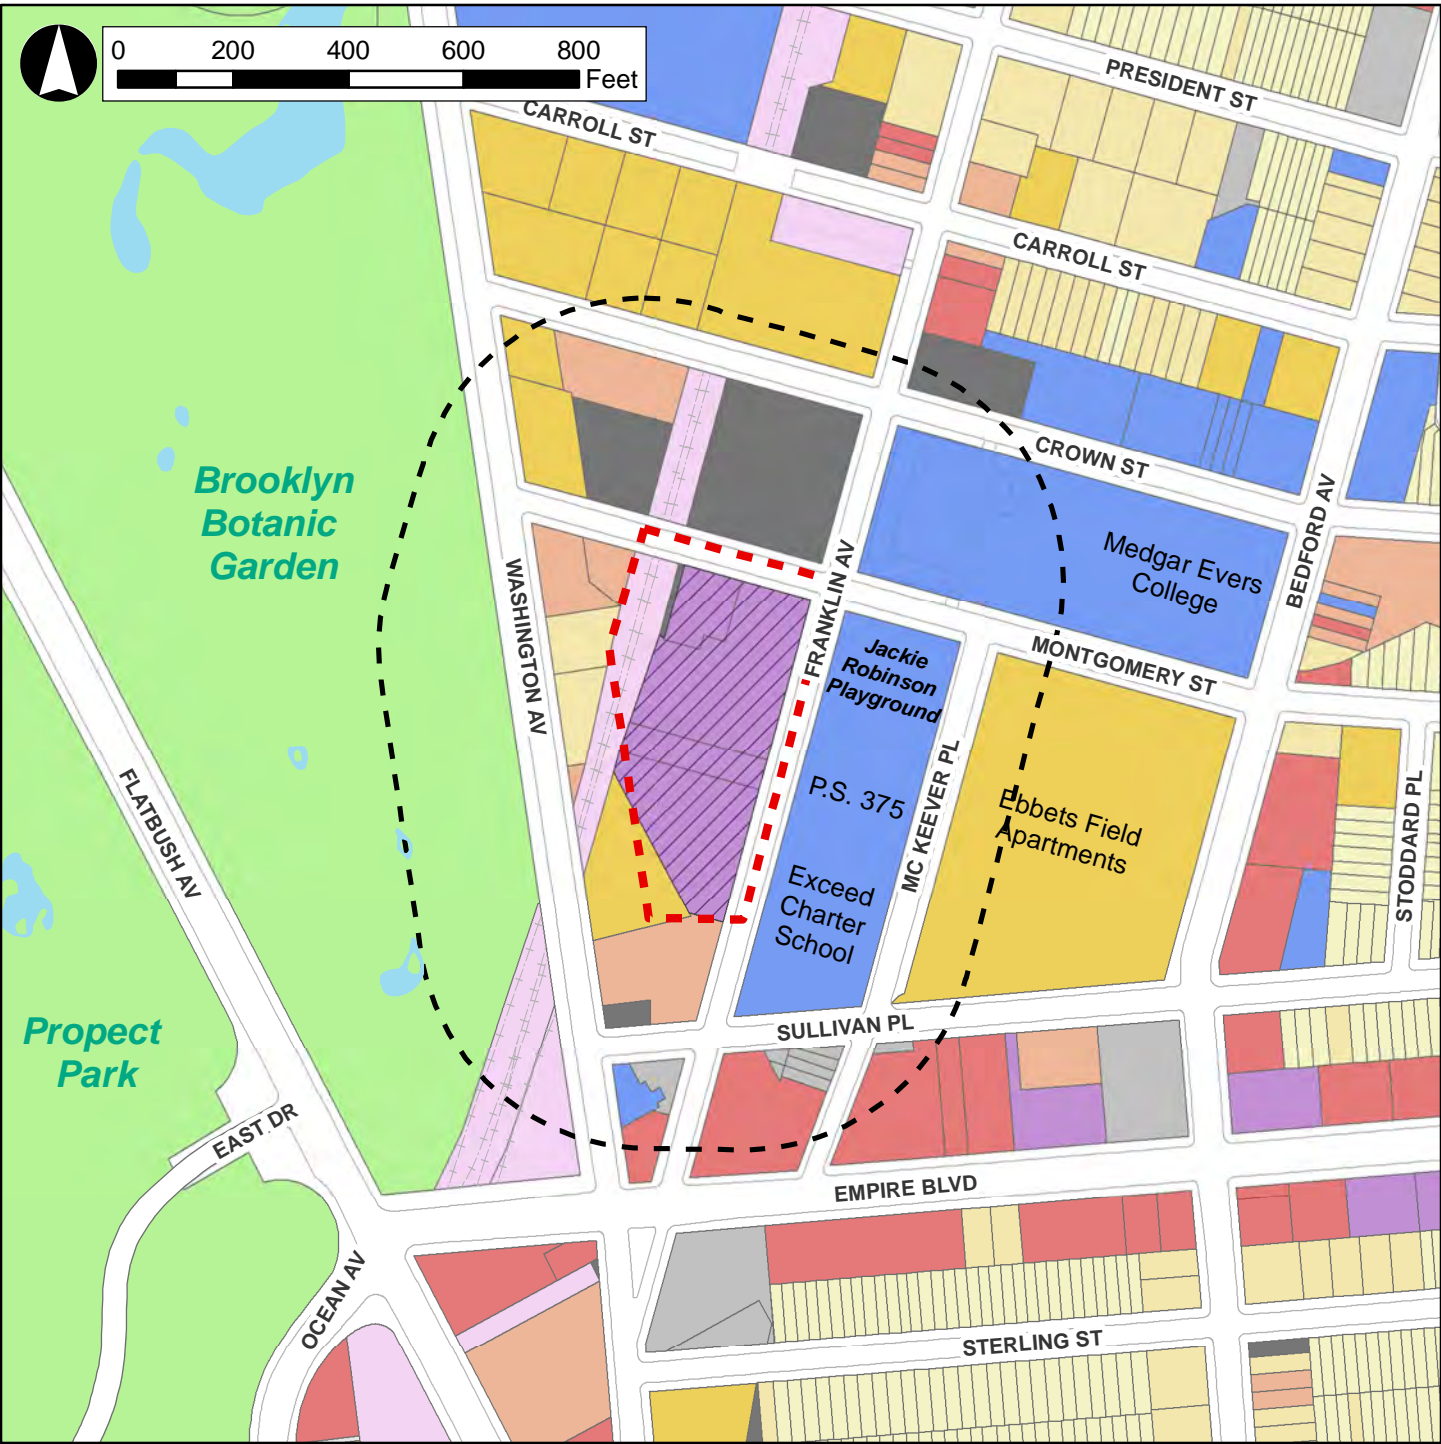 0 200 400 600 800
Feet
PRESIDENT ST
CARROLL ST
CARROLL ST
CROWN ST
Brooklyn
Botanic
Garden
BEDFORD AV
Medgar Evers
College
WASHINGTON AV
FRANKLIN AV
Jackie
Robinson
Playground
MONTGOMERY ST
FLATBUSH AV
P.S. 375
MC KEEVER PL
Ebbets Field
Apartments
STODDARD PL
Exceed
Charter
School
Propect
Park
SULLIVAN PL
EAST DR
EMPIRE BLVD
OCEAN AV
STERLING ST